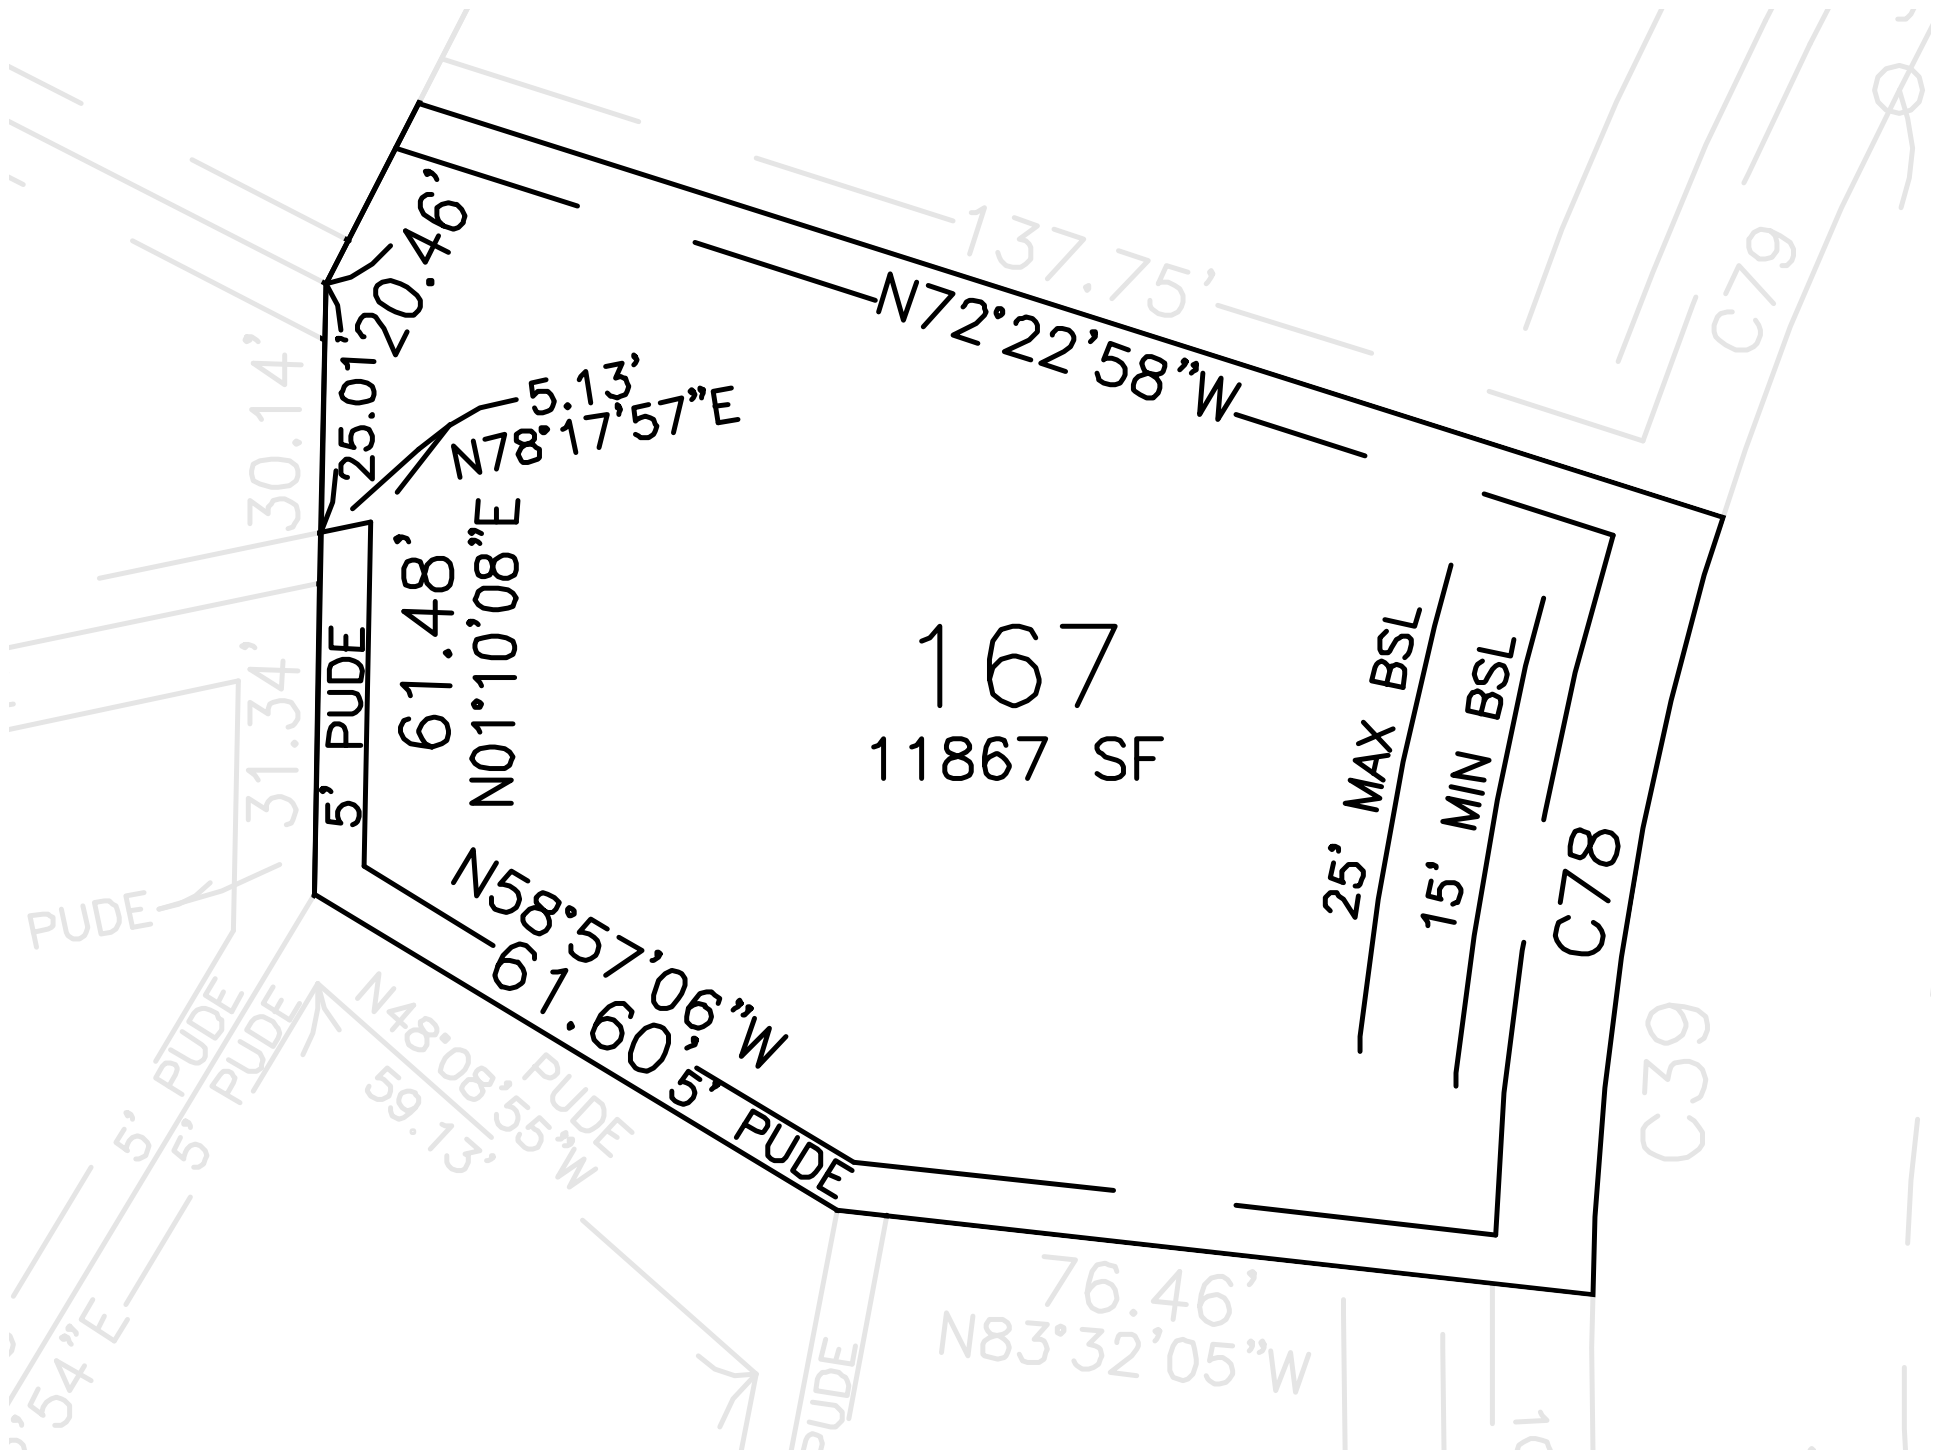 137.75'
N72°22'58"W
20.46'
25.01'
30.14'
5.13'
N78°17'57"E
C79
61.48'
N01°10'08"E
5' PUDE
31.34'
167
11867 SF
25' MAX BSL
15' MIN BSL
C78
C39
PUDE
N58°57'06"W
61.60'
5' PUDE
5' PUDE
5' PUDE
N48°08'55"W
59.13'
PUDE
76.46'
N83°32'05"W
PUDE
'54"E